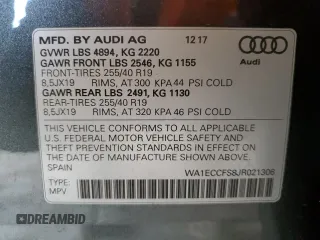 MFD. BY AUDI AG 12 17
GVWR LBS 4894, KG 2220
GAWR FRONT LBS 2546, KG 1155
FRONT-TIRES 255/40 R19
8,5JX19 RIMS, AT 300 KPA 44 PSI COLD
GAWR REAR LBS 2491, KG 1130
REAR-TIRES 255/40 R19
8,5JX19 RIMS, AT 320 KPA 46 PSI COLD
Audi
THIS VEHICLE CONFORMS TO ALL APPLICABLE
U.S. FEDERAL MOTOR VEHICLE SAFETY AND
THEFT PREVENTION STANDARDS IN EFFECT ON
THE DATE OF MANUFACTURE SHOWN ABOVE.
SPAIN
WA1ECCFS8JR021308
TYPE:
MPV
DREAMBID